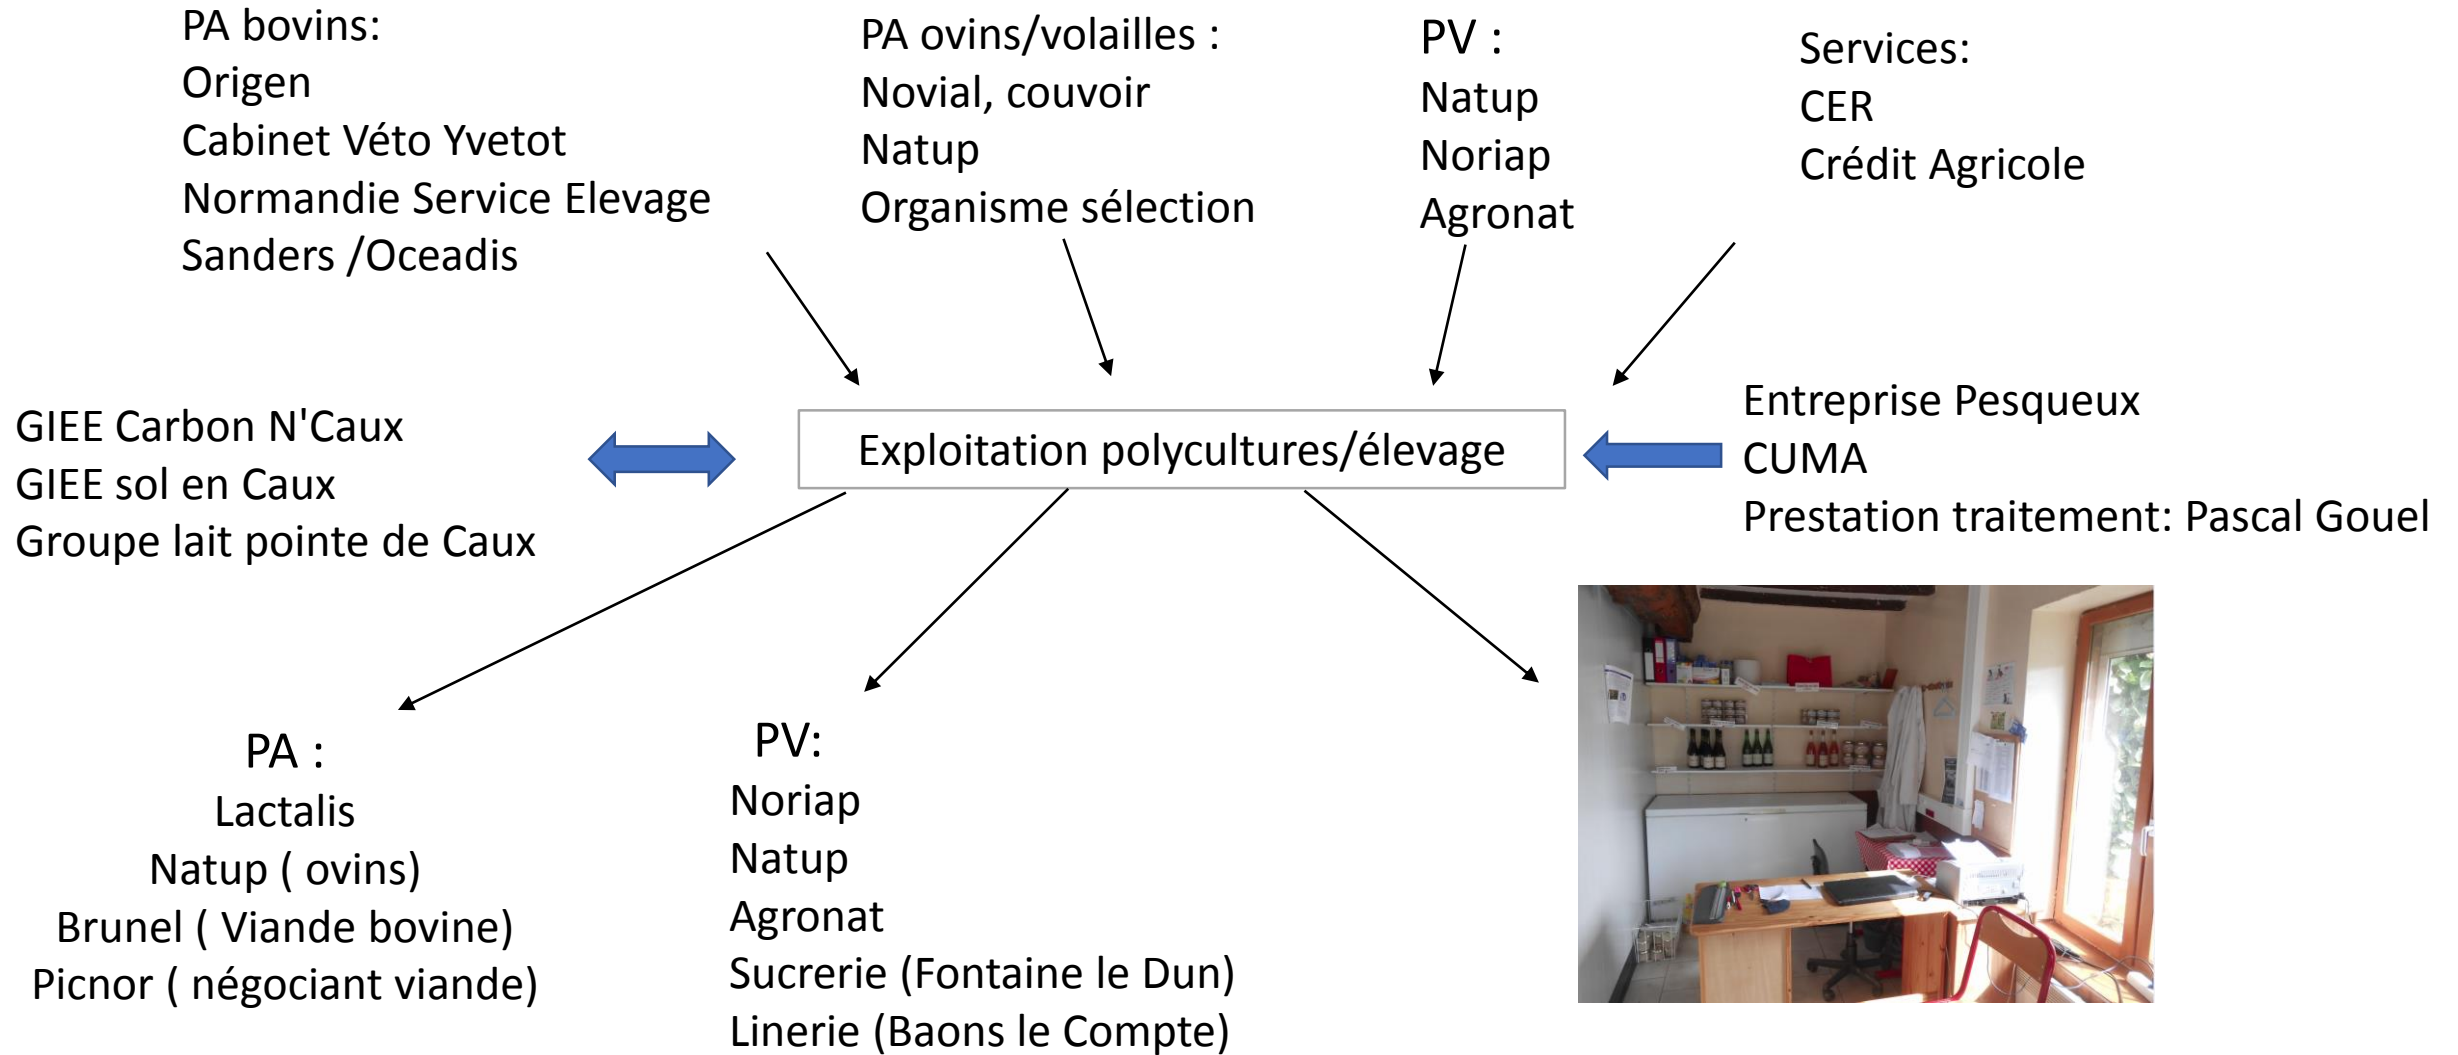 PA bovins:
Origen
Cabinet Véto Yvetot
Normandie Service Elevage
Sanders /Oceadis
PA ovins/volailles :
Novial, couvoir
Natup
Organisme sélection
PV :
Natup
Noriap
Agronat
Services:
CER
Crédit Agricole
GIEE Carbon N'Caux
GIEE sol en Caux
Groupe lait pointe de Caux
Exploitation polycultures/élevage
Entreprise Pesqueux
CUMA
Prestation traitement: Pascal Gouel
PA :
Lactalis
Natup ( ovins)
Brunel ( Viande bovine)
Picnor ( négociant viande)
PV:
Noriap
Natup
Agronat
Sucrerie (Fontaine le Dun)
Linerie (Baons le Compte)